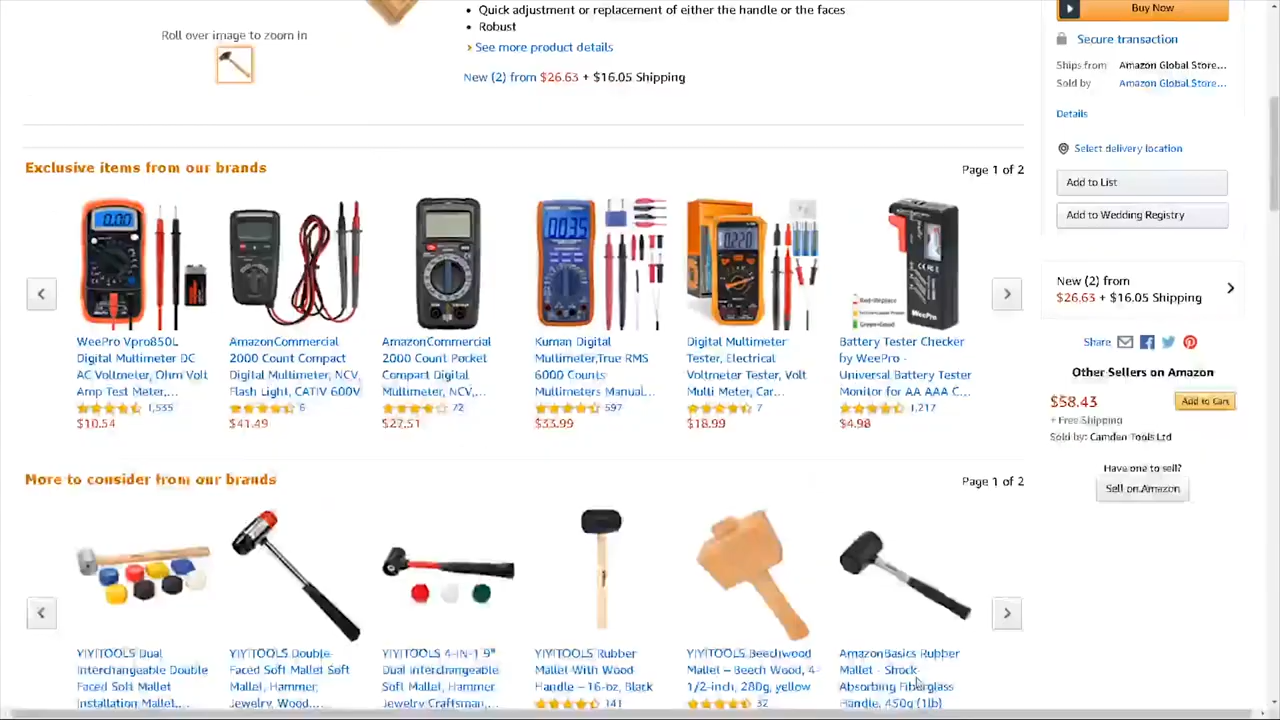 Quick adjustment or replacement of either the handle or the faces
Robust
See more product details
New (2) from $26.63 + $16.05 Shipping
Roll over image to zoom in
Buy Now
Secure transaction
Ships from Amazon Global Store...
Sold by Amazon Global Store...
Details
Select delivery location
Add to List
Add to Wedding Registry
New (2) from
$26.63 + $16.05 Shipping
Share
Other Sellers on Amazon
$58.43
Add to Cart
+ Free Shipping
Sold by: Camden Tools Ltd
Have one to sell?
Sell on Amazon
Exclusive items from our brands
Page 1 of 2
WeePro Vpro850L
Digital Multimeter DC
AC Voltmeter, Ohm Volt
Amp Test Meter,...
1,535
$10.54
AmazonCommercial
2000 Count Compact
Digital Multimeter, NCV,
Flash Light, CATIV 600V
6
$41.49
AmazonCommercial
2000 Count Pocket
Compact Digital
Multimeter, NCV,...
72
$27.51
Kuman Digital
Multimeter,True RMS
6000 Counts
Multimeters Manual...
597
$33.99
Digital Multimeter
Tester, Electrical
Voltmeter Tester, Volt
Multi Meter, Car...
7
$18.99
WeePro
Battery Tester Checker
by WeePro -
Universal Battery Tester
Monitor for AA AAA C...
1,217
$4.98
More to consider from our brands
Page 1 of 2
YIYITOOLS Dual
Interchangeable Double
Faced Soft Mallet
Installation Mallet...
YIYITOOLS Double-
Faced Soft Mallet Soft
Mallet, Hammer,
Jewelry, Wood...
YIYITOOLS 4-IN-1 9"
Dual Interchangeable
Soft Mallet, Hammer
Jewelry Craftsman,...
YIYITOOLS Rubber
Mallet With Wood
Handle – 16-oz, Black
141
YIYITOOLS Beechwood
Mallet – Beech Wood, 4-
1/2-inch, 280g, yellow
32
AmazonBasics Rubber
Mallet - Shock-
Absorbing Fiberglass
Handle, 450g (1lb)